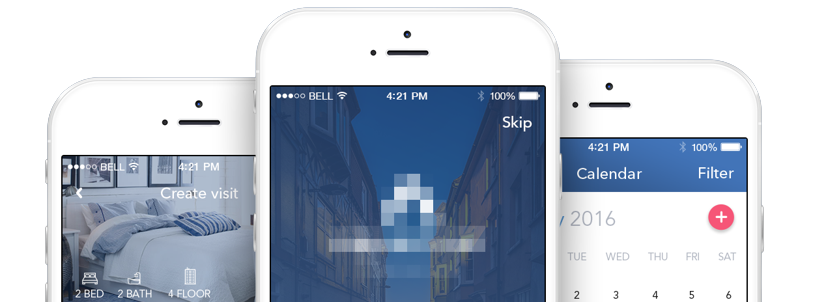 BELL 4:21 PM
Create visit
2 BED 2 BATH 4 FLOOR
BELL 4:21 PM 100%
Skip
4:21 PM 100%
Calendar Filter
2016
TUE WED THU FRI SAT
2 3 4 5 6